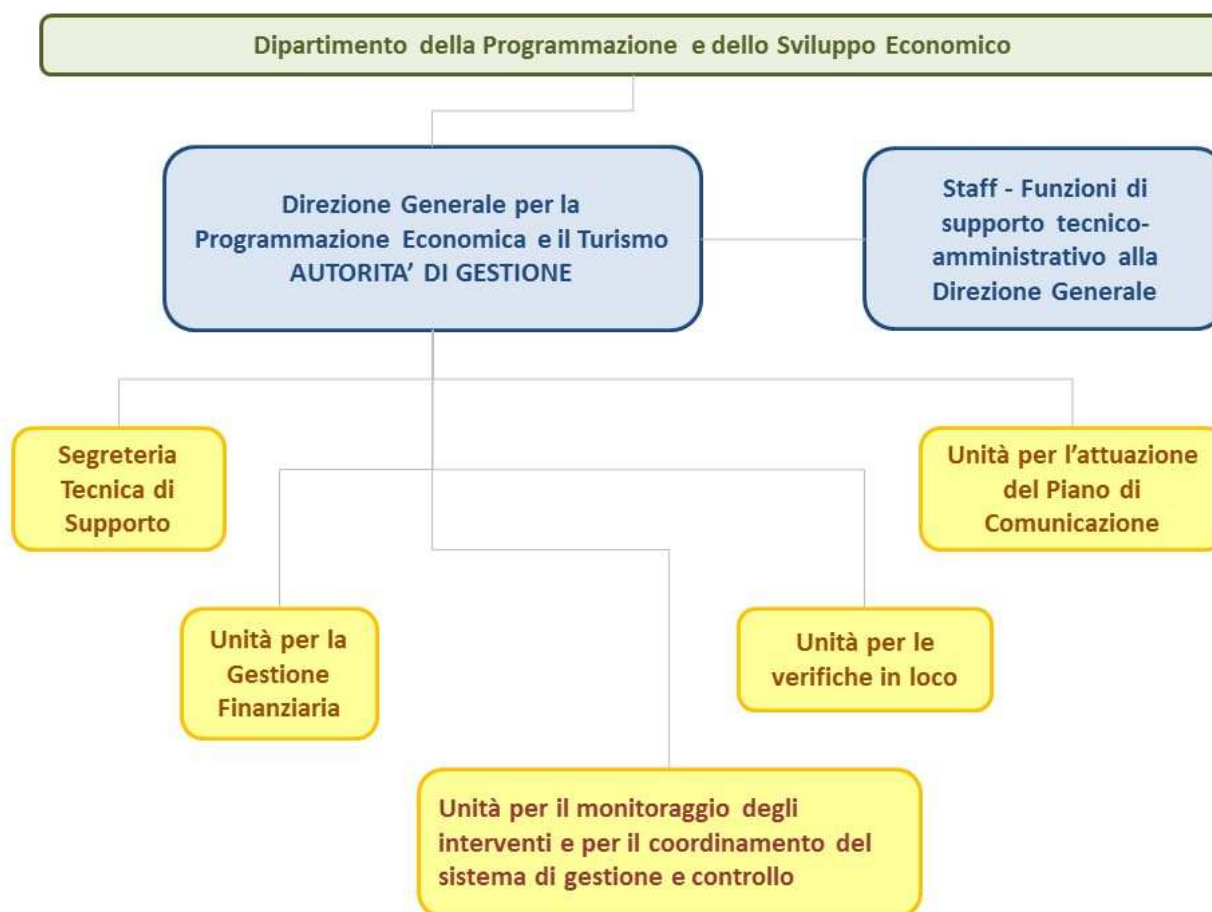 Dipartimento della Programmazione e dello Sviluppo Economico
Direzione Generale per la
Programmazione Economica e il Turismo
AUTORITA’ DI GESTIONE
Staff - Funzioni di
supporto tecnico-
amministrativo alla
Direzione Generale
Segreteria
Tecnica di
Supporto
Unità per l’attuazione
del Piano di
Comunicazione
Unità per la
Gestione
Finanziaria
Unità per le
verifiche in loco
Unità per il monitoraggio degli
interventi e per il coordinamento del
sistema di gestione e controllo